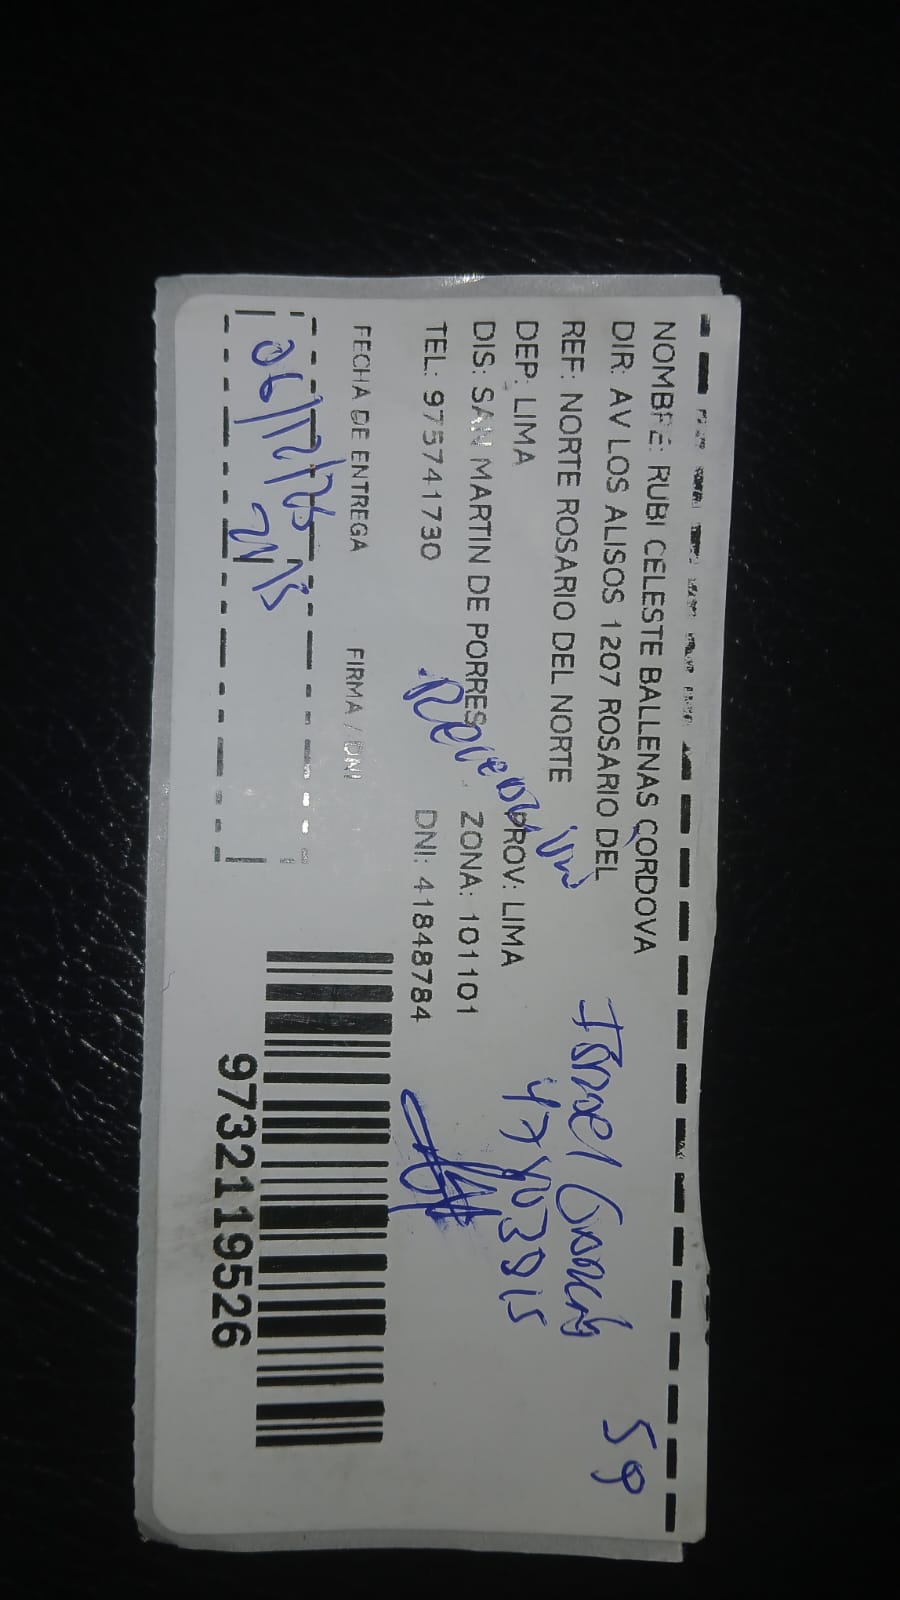 NOMBRE: RUBI CELESTE BALLENAS CORDOVA
DIR: AV LOS ALISOS 1207 ROSARIO DEL
REF: NORTE ROSARIO DEL NORTE
DEP: LIMA PROV: LIMA
DIS: SAN MARTIN DE PORRES ZONA: 101101
TEL: 975741730 DNI: 41848784
FECHA DE ENTREGA FIRMA / DNI
06/12/25
9732119526
59